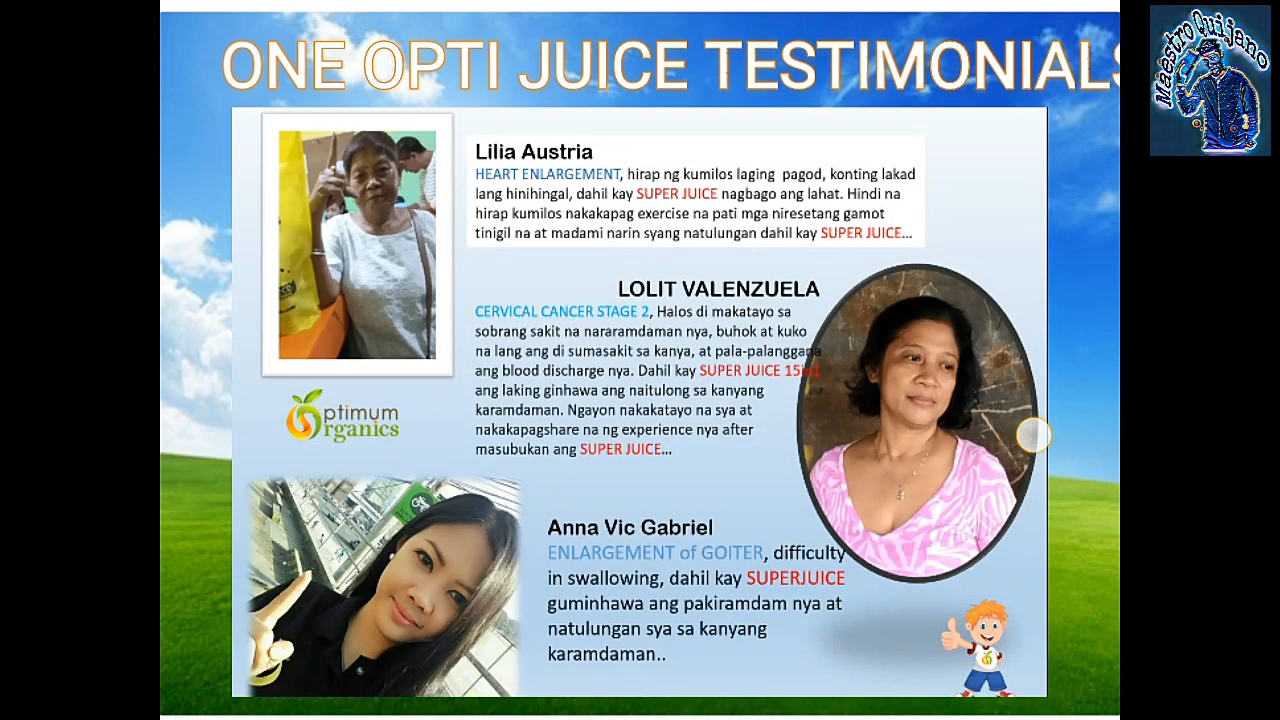 ONE OPTI JUICE TESTIMONIALS
Maestro Quijano
Lilia Austria
HEART ENLARGEMENT, hirap ng kumilos laging pagod, konting lakad
lang hinihingal, dahil kay SUPER JUICE nagbago ang lahat. Hindi na
hirap kumilos nakakapag exercise na pati mga niresetang gamot
tinigil na at madami narin syang natulungan dahil kay SUPER JUICE...
LOLIT VALENZUELA
CERVICAL CANCER STAGE 2, Halos di makatayo sa
sobrang sakit na nararamdaman nya, buhok at kuko
na lang ang di sumasakit sa kanya, at pala-palanggana
ang blood discharge nya. Dahil kay SUPER JUICE 15in1
ang laking ginhawa ang naitulong sa kanyang
karamdaman. Ngayon nakakatayo na sya at
nakakapagshare na ng experience nya after
masubukan ang SUPER JUICE...
Optimum
Organics
Anna Vic Gabriel
ENLARGEMENT of GOITER, difficulty
in swallowing, dahil kay SUPERJUICE
guminhawa ang pakiramdam nya at
natulungan sya sa kanyang
karamdaman..